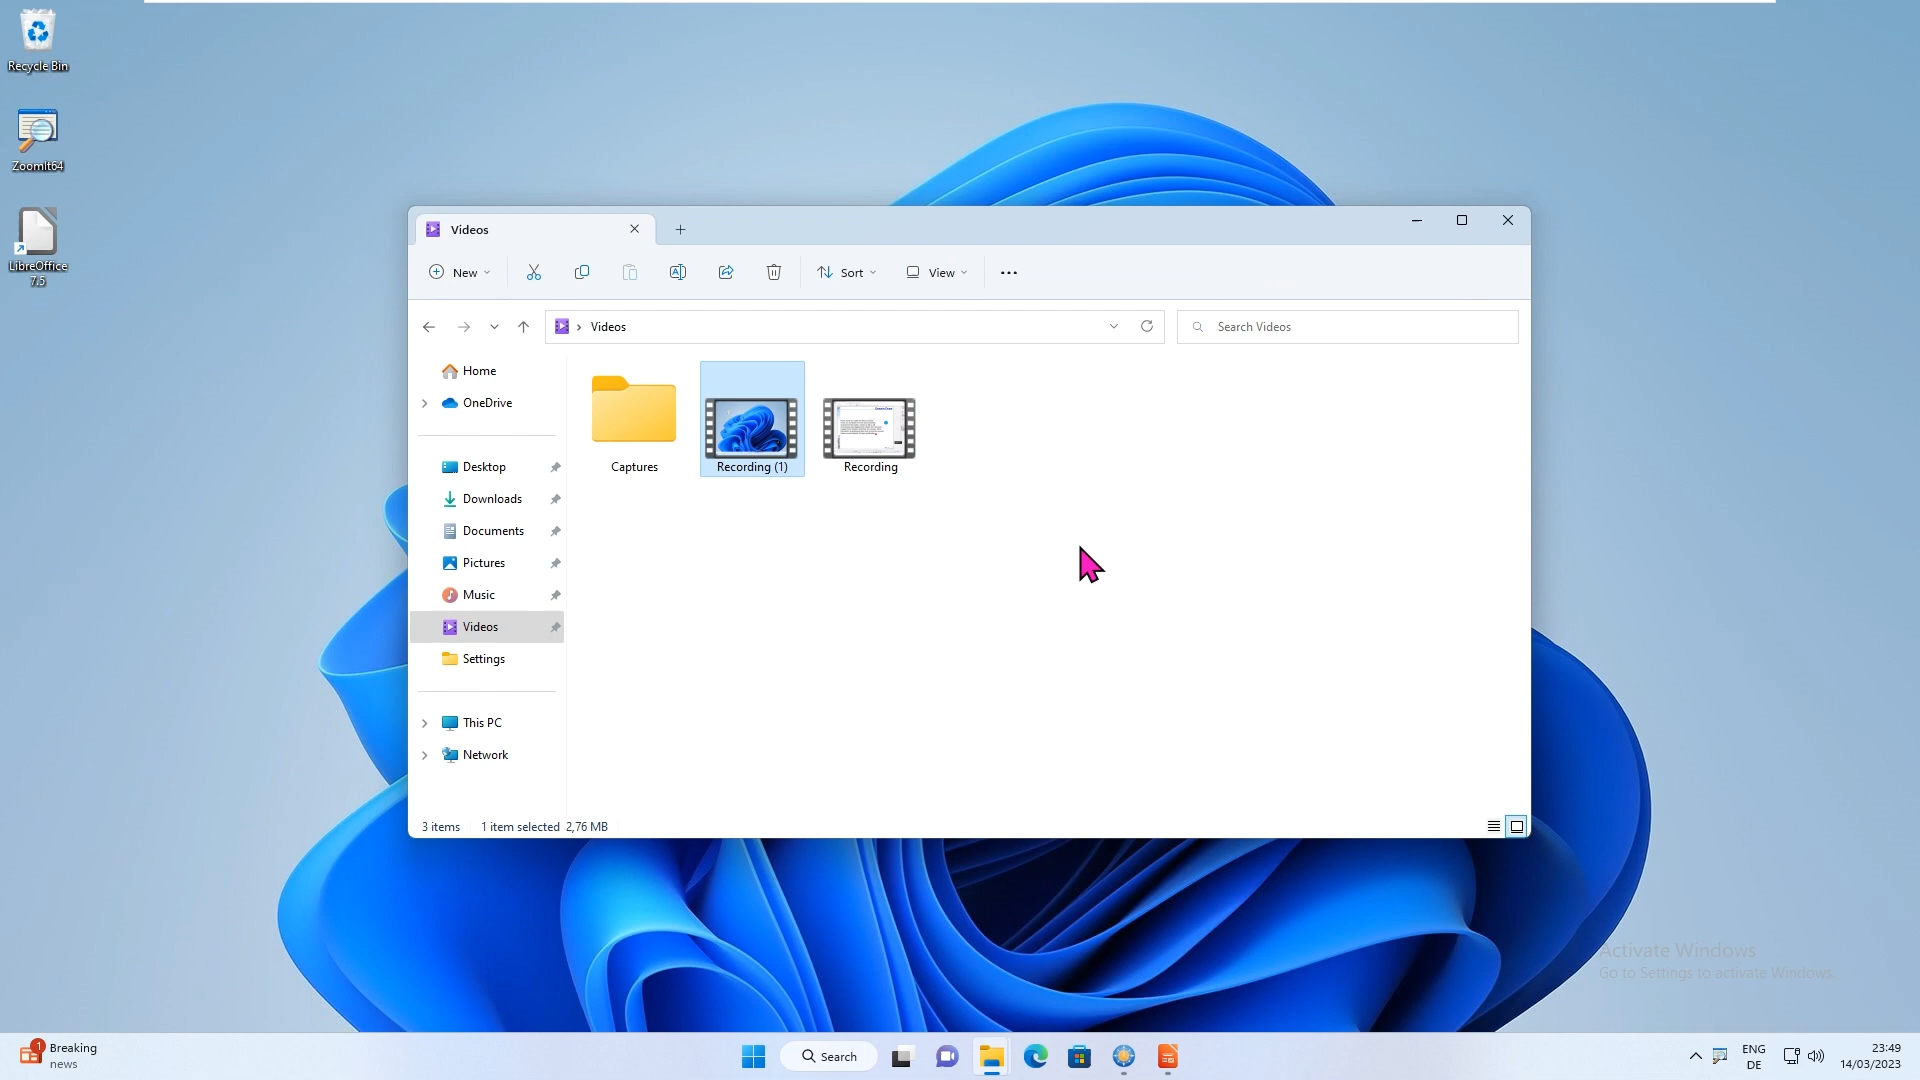 Recycle Bin
ZoomIt64
LibreOffice
7.5
Videos
New
Sort
View
Videos
Search Videos
Home
OneDrive
Desktop
Downloads
Documents
Pictures
Music
Videos
Settings
This PC
Network
Captures
Recording (1)
Recording
3 items
1 item selected 2,76 MB
Activate Windows
Go to Settings to activate Windows.
1
Breaking
news
Search
ENG
DE
23:49
14/03/2023